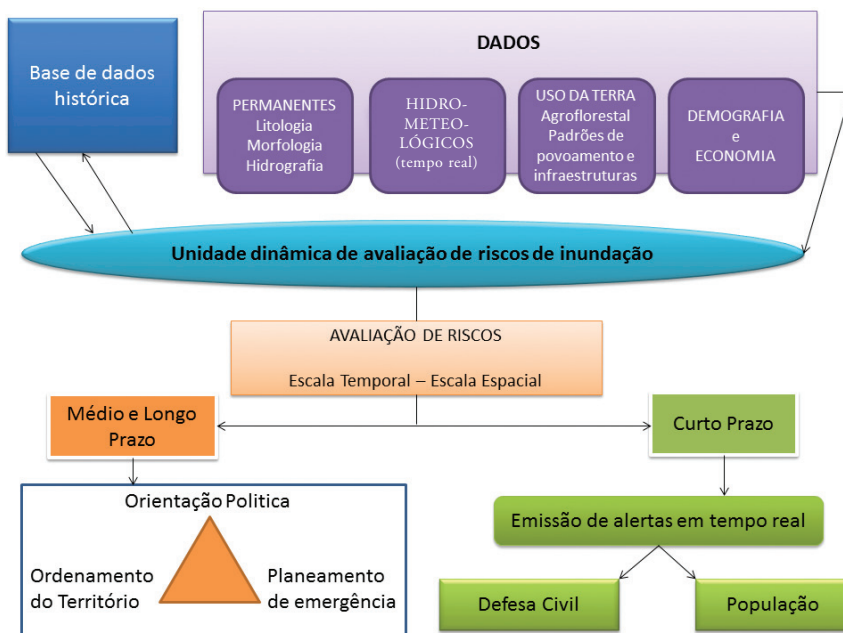 Base de dados
histórica
DADOS
PERMANENTES
Litologia
Morfologia
Hidrografia
HIDRO-
METEO-
LÓGICOS
(tempo real)
USO DA TERRA
Agroflorestal
Padrões de
povoamento e
infraestruturas
DEMOGRAFIA
e
ECONOMIA
Unidade dinâmica de avaliação de riscos de inundação
AVALIAÇÃO DE RISCOS
Escala Temporal – Escala Espacial
Médio e Longo
Prazo
Curto Prazo
Orientação Politica
Ordenamento
do Território
Planeamento
de emergência
Emissão de alertas em tempo real
Defesa Civil
População